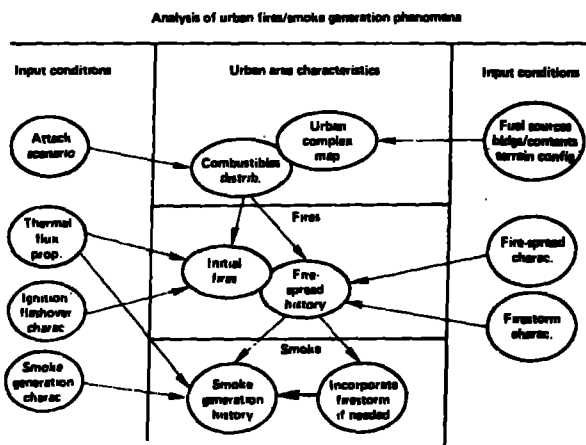 Analysis of urban fires/smoke generation phenomena
Input conditions
Urban area characteristics
Input conditions
Attack
scenario
Combustibles
distrib.
Urban
complex
map
Fuel sources
bldgs/contents
terrain config.
Fires
Thermal
flux
prop.
Initial
fires
Fire-
spread
history
Fire-spread
charac.
Ignition
flashover
charac
Firestorm
charac.
Smoke
Smoke
generation
charac
Smoke
generation
history
Incorporate
firestorm
if needed